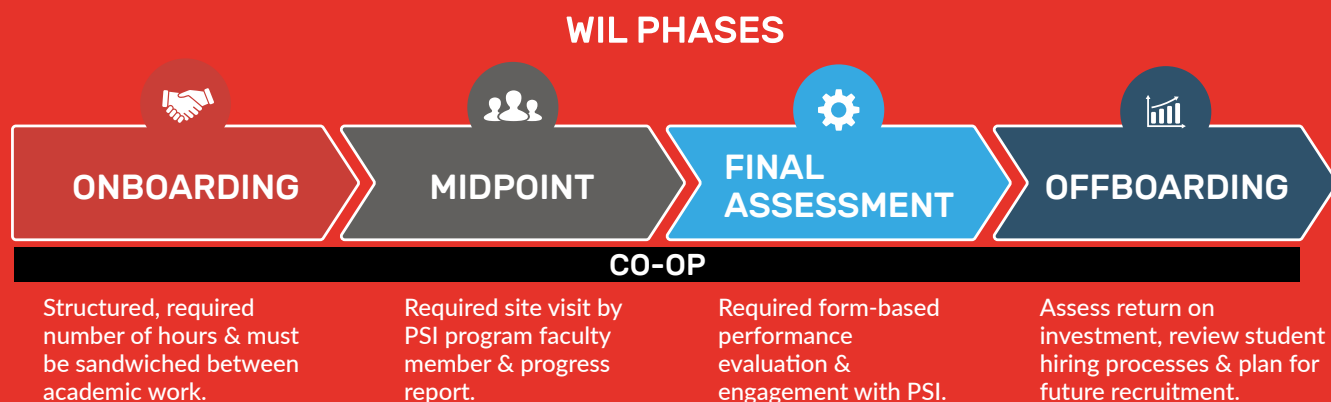 WIL PHASES
ONBOARDING
MIDPOINT
FINAL
ASSESSMENT
OFFBOARDING
CO-OP
Structured, required
number of hours & must
be sandwiched between
academic work.
Required site visit by
PSI program faculty
member & progress
report.
Required form-based
performance
evaluation &
engagement with PSI.
Assess return on
investment, review student
hiring processes & plan for
future recruitment.